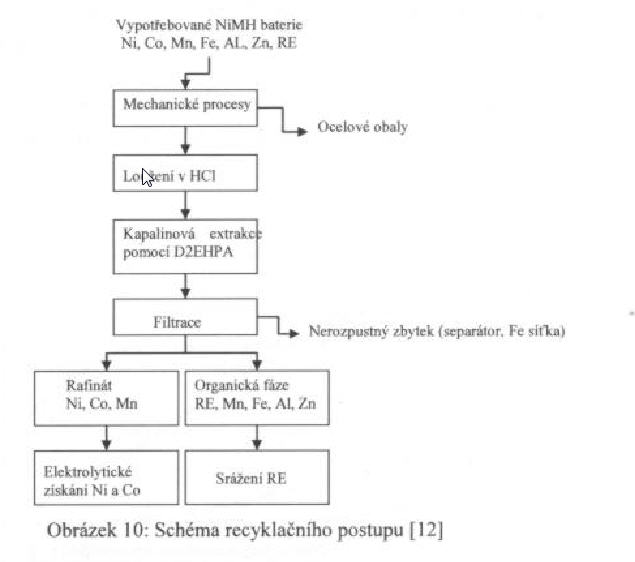 Vypotřebované NiMH baterie
Ni, Co, Mn, Fe, AL, Zn, RE
Mechanické procesy
Ocelové obaly
v HCl
Kapalinová extrakce
pomocí D2EHPA
Filtrace
Nerozpustný zbytek (separátor, Fe síťka)
Rafinát
Ni, Co, Mn
Organická fáze
RE, Mn, Fe, Al, Zn
Elektrolytické
získání Ni a Co
Srážení RE
Obrázek 10: Schéma recyklačního postupu [12]